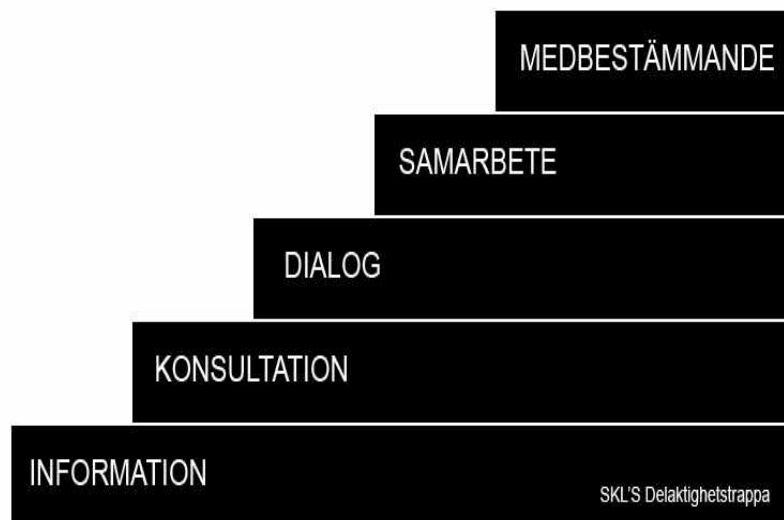 MEDBESTÄMMANDE
SAMARBETE
DIALOG
KONSULTATION
INFORMATION
SKL'S Delaktighetstrappa